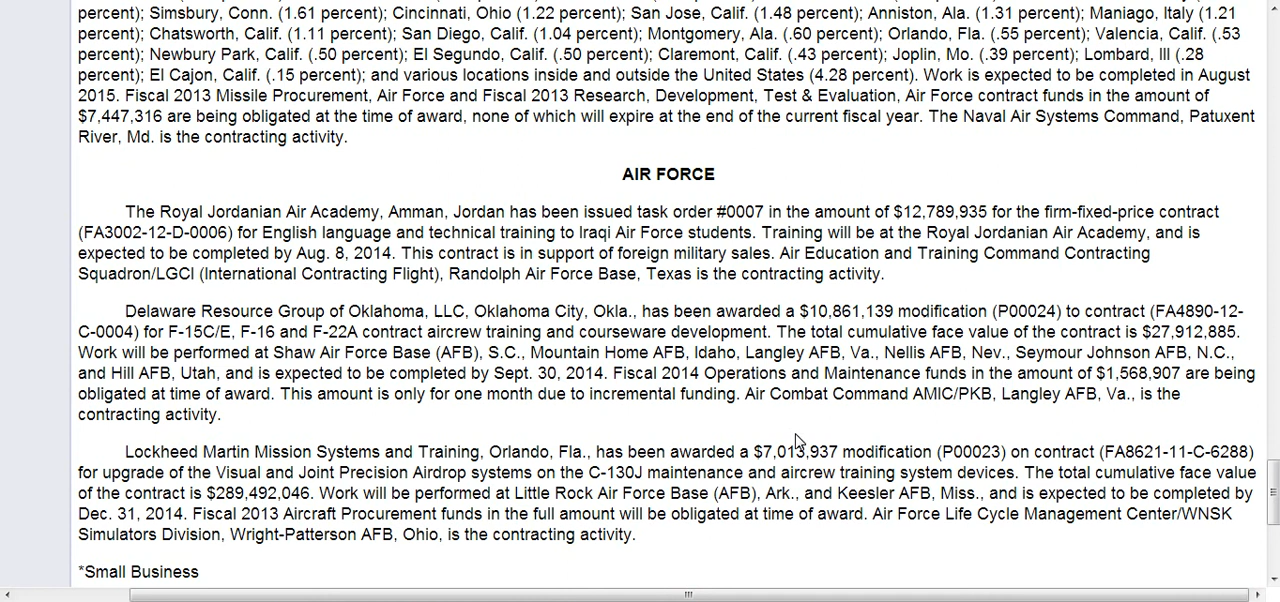 percent); Simsbury, Conn. (1.61 percent); Cincinnati, Ohio (1.22 percent); San Jose, Calif. (1.48 percent); Anniston, Ala. (1.31 percent); Maniago, Italy (1.21
percent); Chatsworth, Calif. (1.11 percent); San Diego, Calif. (1.04 percent); Montgomery, Ala. (.60 percent); Orlando, Fla. (.55 percent); Valencia, Calif. (.53
percent); Newbury Park, Calif. (.50 percent); El Segundo, Calif. (.50 percent); Claremont, Calif. (.43 percent); Joplin, Mo. (.39 percent); Lombard, Ill (.28
percent); El Cajon, Calif. (.15 percent); and various locations inside and outside the United States (4.28 percent). Work is expected to be completed in August
2015. Fiscal 2013 Missile Procurement, Air Force and Fiscal 2013 Research, Development, Test & Evaluation, Air Force contract funds in the amount of
$7,447,316 are being obligated at the time of award, none of which will expire at the end of the current fiscal year. The Naval Air Systems Command, Patuxent
River, Md. is the contracting activity.
AIR FORCE
The Royal Jordanian Air Academy, Amman, Jordan has been issued task order #0007 in the amount of $12,789,935 for the firm-fixed-price contract
(FA3002-12-D-0006) for English language and technical training to Iraqi Air Force students. Training will be at the Royal Jordanian Air Academy, and is
expected to be completed by Aug. 8, 2014. This contract is in support of foreign military sales. Air Education and Training Command Contracting
Squadron/LGCI (International Contracting Flight), Randolph Air Force Base, Texas is the contracting activity.
Delaware Resource Group of Oklahoma, LLC, Oklahoma City, Okla., has been awarded a $10,861,139 modification (P00024) to contract (FA4890-12-
C-0004) for F-15C/E, F-16 and F-22A contract aircrew training and courseware development. The total cumulative face value of the contract is $27,912,885.
Work will be performed at Shaw Air Force Base (AFB), S.C., Mountain Home AFB, Idaho, Langley AFB, Va., Nellis AFB, Nev., Seymour Johnson AFB, N.C.,
and Hill AFB, Utah, and is expected to be completed by Sept. 30, 2014. Fiscal 2014 Operations and Maintenance funds in the amount of $1,568,907 are being
obligated at time of award. This amount is only for one month due to incremental funding. Air Combat Command AMIC/PKB, Langley AFB, Va., is the
contracting activity.
Lockheed Martin Mission Systems and Training, Orlando, Fla., has been awarded a $7,013,937 modification (P00023) on contract (FA8621-11-C-6288)
for upgrade of the Visual and Joint Precision Airdrop systems on the C-130J maintenance and aircrew training system devices. The total cumulative face value
of the contract is $289,492,046. Work will be performed at Little Rock Air Force Base (AFB), Ark., and Keesler AFB, Miss., and is expected to be completed by
Dec. 31, 2014. Fiscal 2013 Aircraft Procurement funds in the full amount will be obligated at time of award. Air Force Life Cycle Management Center/WNSK
Simulators Division, Wright-Patterson AFB, Ohio, is the contracting activity.
*Small Business